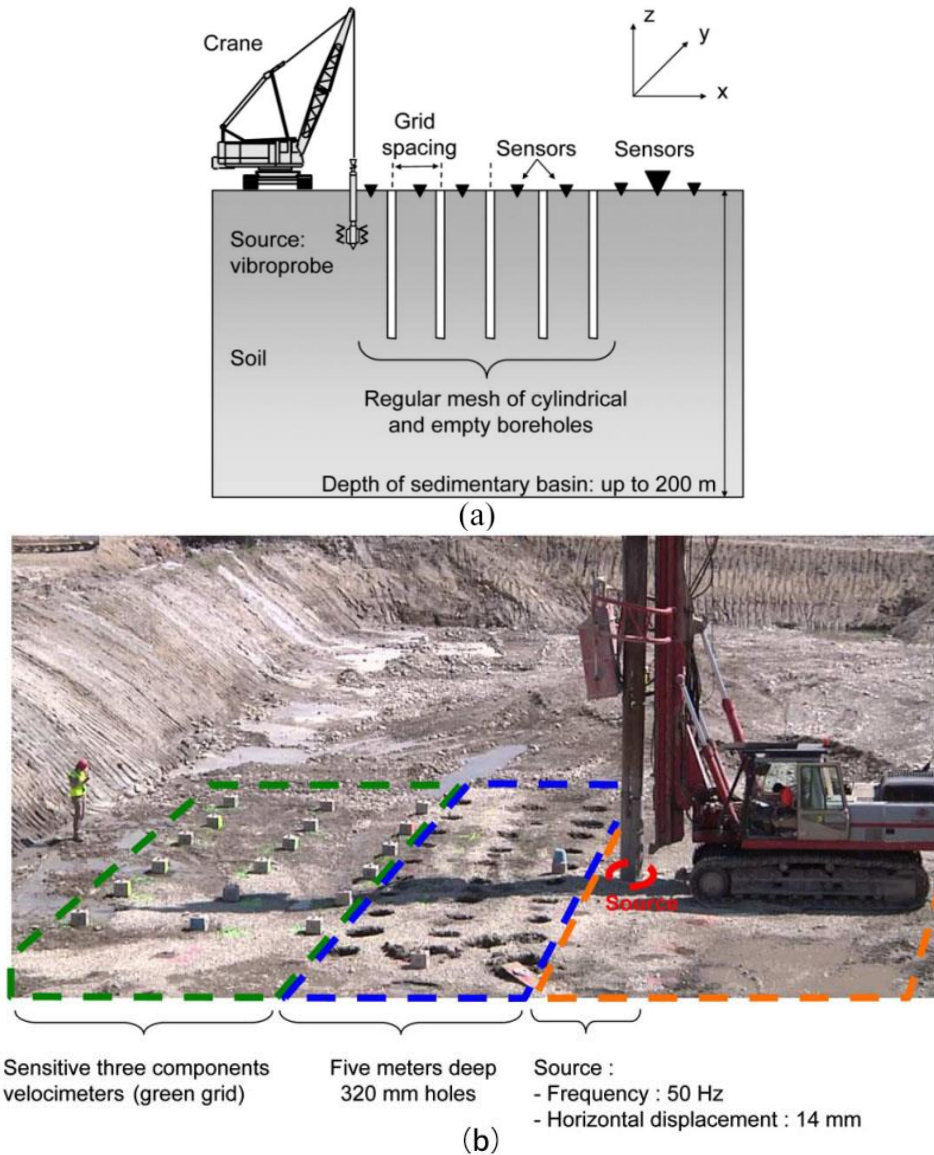 Crane
z
y
x
Grid
spacing
Sensors
Sensors
Source:
vibroprobe
Soil
Regular mesh of cylindrical
and empty boreholes
Depth of sedimentary basin: up to 200 m
(a)
Source
Sensitive three components
velocimeters (green grid)
Five meters deep
320 mm holes
Source :
- Frequency : 50 Hz
- Horizontal displacement : 14 mm
(b)